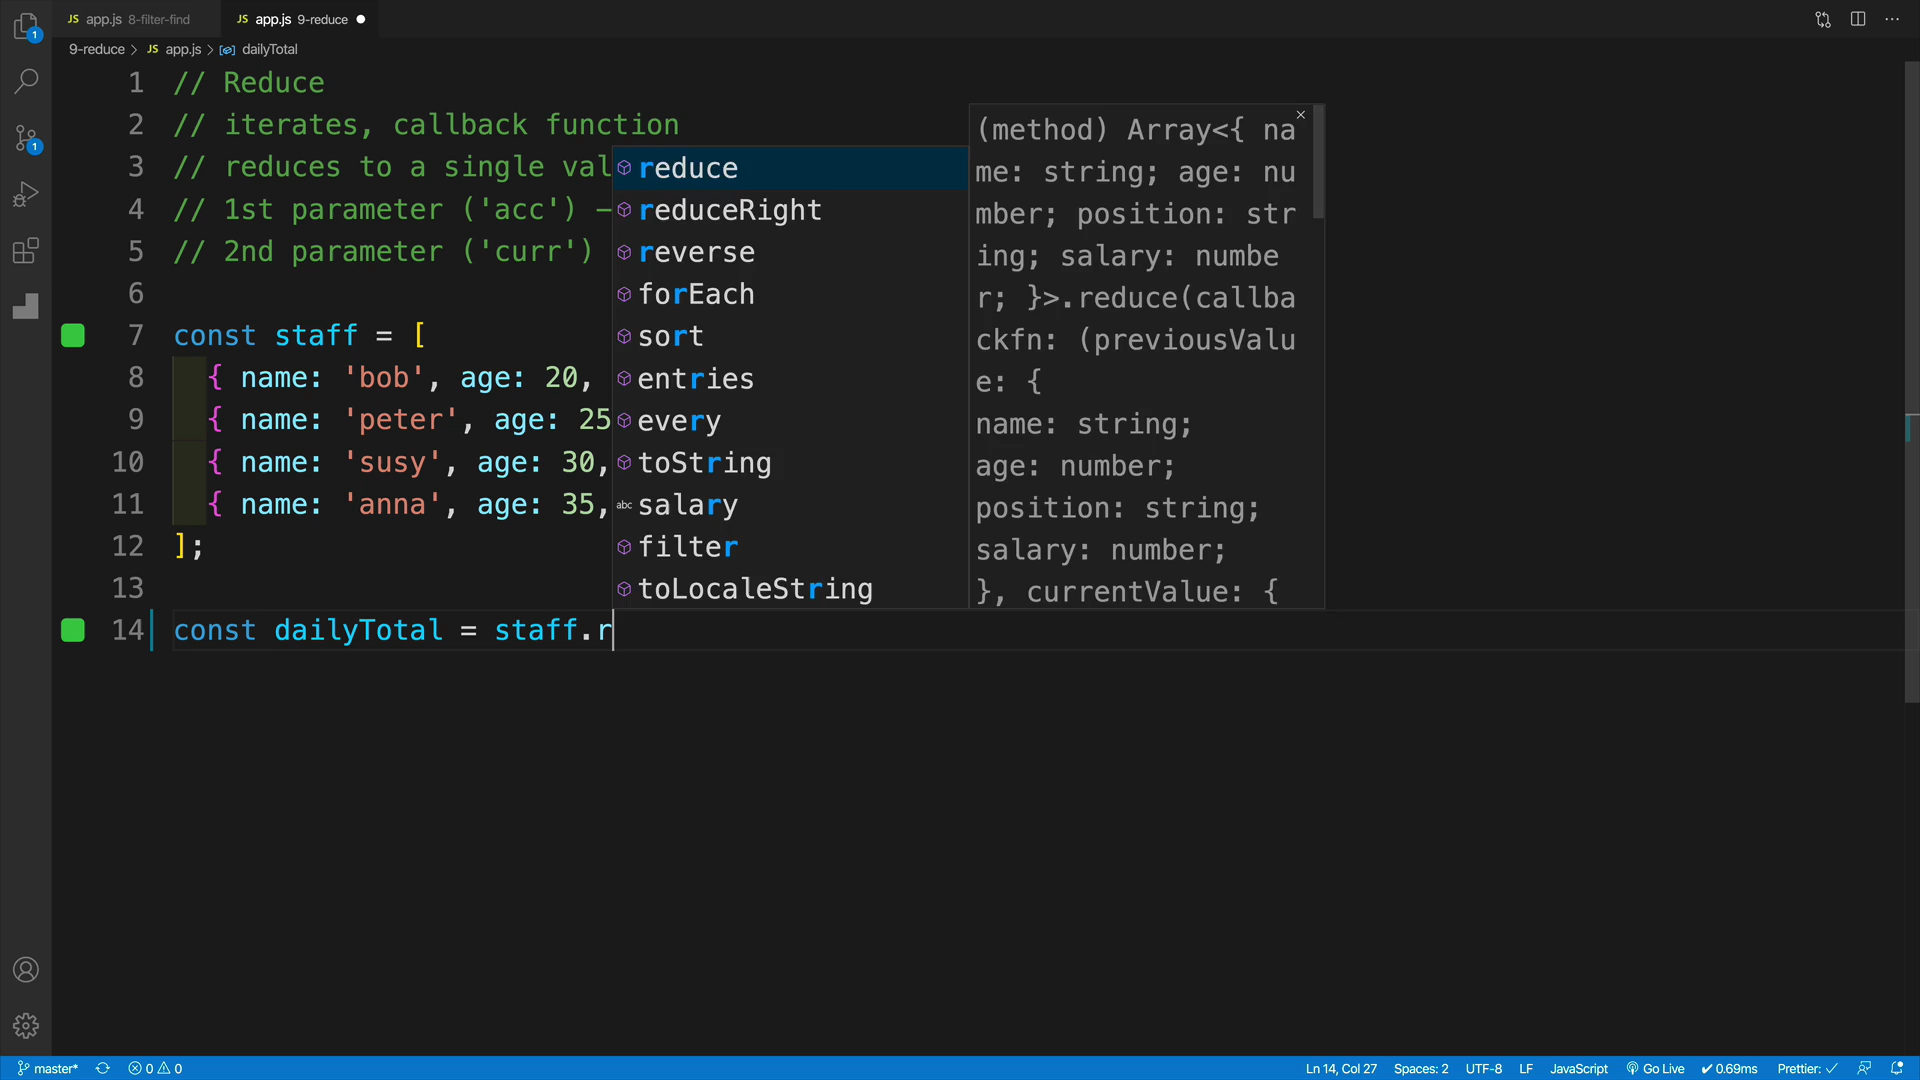 JS app.js 8-filter-find
JS app.js 9-reduce
9-reduce > JS app.js > dailyTotal
1 // Reduce
2 // iterates, callback function
3 // reduces to a single val
4 // 1st parameter ('acc') –
5 // 2nd parameter ('curr')
6
7 const staff = [
8 { name: 'bob', age: 20,
9 { name: 'peter', age: 25
10 { name: 'susy', age: 30,
11 { name: 'anna', age: 35,
12 ];
13
14 const dailyTotal = staff.r
reduce
reduceRight
reverse
forEach
sort
entries
every
toString
abc salary
filter
toLocaleString
(method) Array<{ na
me: string; age: nu
mber; position: str
ing; salary: numbe
r; }>.reduce(callba
ckfn: (previousValu
e: {
name: string;
age: number;
position: string;
salary: number;
}, currentValue: {
1
1
master* 0 0 Ln 14, Col 27 Spaces: 2 UTF-8 LF JavaScript Go Live ✓ 0.69ms Prettier: ✓